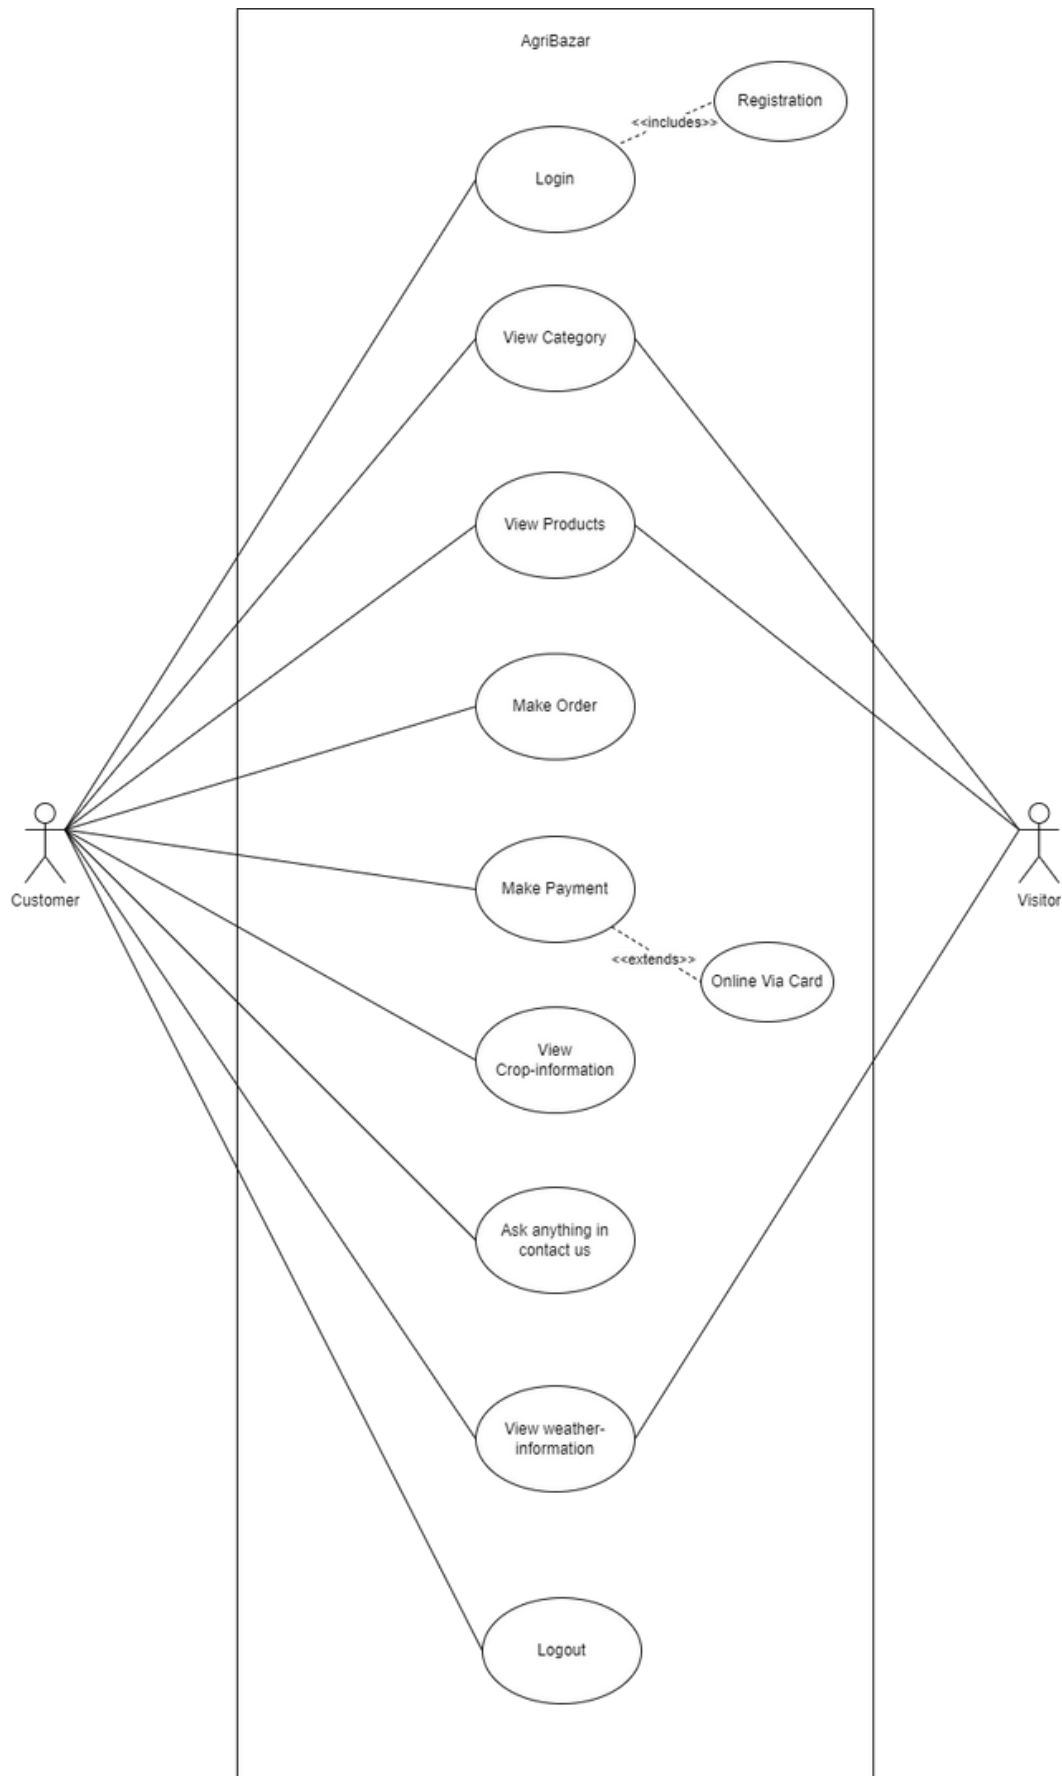 AgriBazar
Registration
<<includes>>
Login
View Category
View Products
Make Order
Customer
Make Payment
Visitor
<<extends>>
Online Via Card
View
Crop-information
Ask anything in
contact us
View weather-
information
Logout